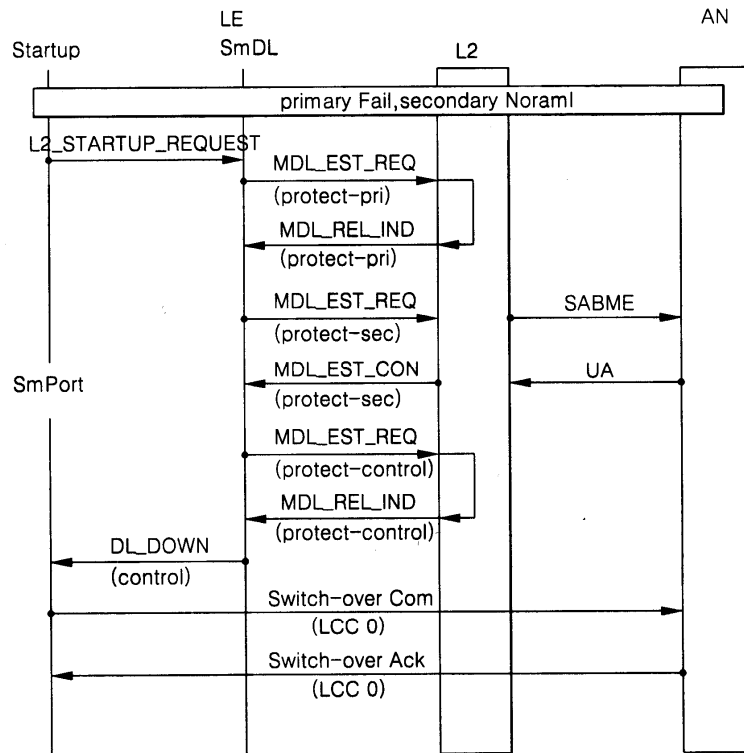 LE
AN
Startup
SmDL
L2
primary Fail,secondary Noraml
L2_STARTUP_REQUEST
MDL_EST_REQ
(protect-pri)
MDL_REL_IND
(protect-pri)
MDL_EST_REQ
SABME
(protect-sec)
MDL_EST_CON
UA
SmPort
(protect-sec)
MDL_EST_REQ
(protect-control)
MDL_REL_IND
(protect-control)
DL_DOWN
(control)
Switch-over Com
(LCC 0)
Switch-over Ack
(LCC 0)